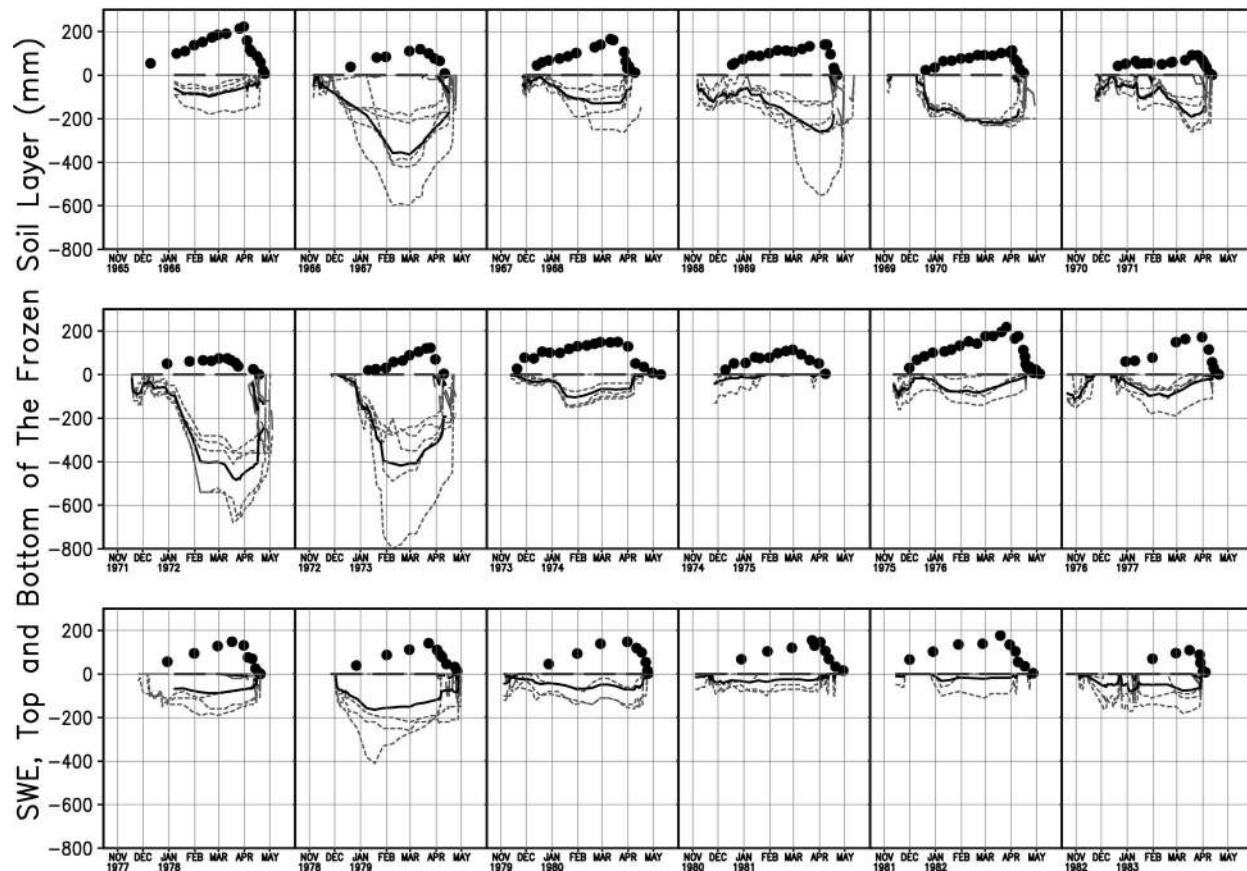 SWE, Top and Bottom of The Frozen Soil Layer (mm)
200
0
-200
-400
-600
-800
NOV DEC JAN FEB MAR APR MAY
1965 1966
NOV DEC JAN FEB MAR APR MAY
1966 1967
NOV DEC JAN FEB MAR APR MAY
1967 1968
NOV DEC JAN FEB MAR APR MAY
1968 1969
NOV DEC JAN FEB MAR APR MAY
1969 1970
NOV DEC JAN FEB MAR APR MAY
1970 1971
200
0
-200
-400
-600
-800
NOV DEC JAN FEB MAR APR MAY
1971 1972
NOV DEC JAN FEB MAR APR MAY
1972 1973
NOV DEC JAN FEB MAR APR MAY
1973 1974
NOV DEC JAN FEB MAR APR MAY
1974 1975
NOV DEC JAN FEB MAR APR MAY
1975 1976
NOV DEC JAN FEB MAR APR MAY
1976 1977
200
0
-200
-400
-600
-800
NOV DEC JAN FEB MAR APR MAY
1977 1978
NOV DEC JAN FEB MAR APR MAY
1978 1979
NOV DEC JAN FEB MAR APR MAY
1979 1980
NOV DEC JAN FEB MAR APR MAY
1980 1981
NOV DEC JAN FEB MAR APR MAY
1981 1982
NOV DEC JAN FEB MAR APR MAY
1982 1983